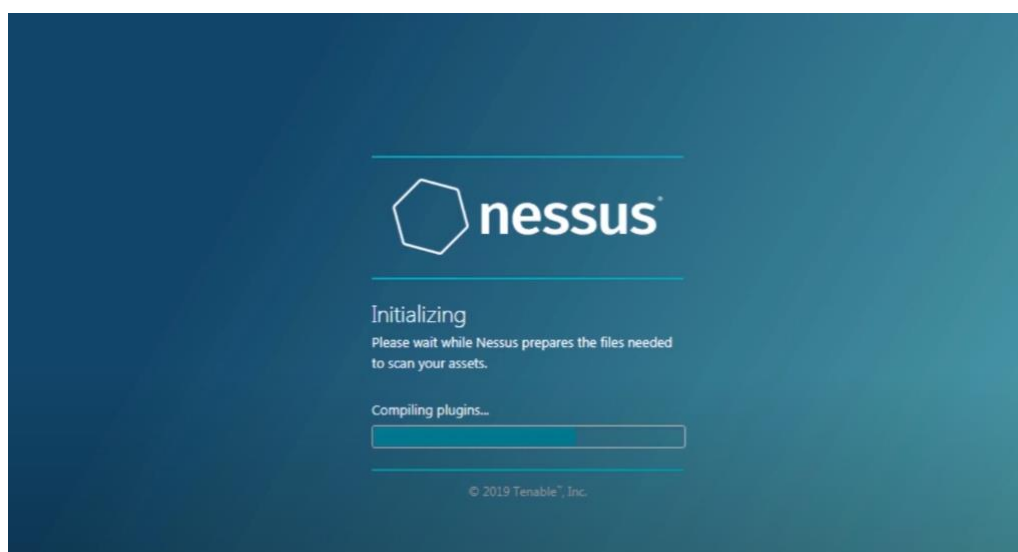 nessus®
Initializing
Please wait while Nessus prepares the files needed
to scan your assets.
Compiling plugins...
© 2019 Tenable™, Inc.